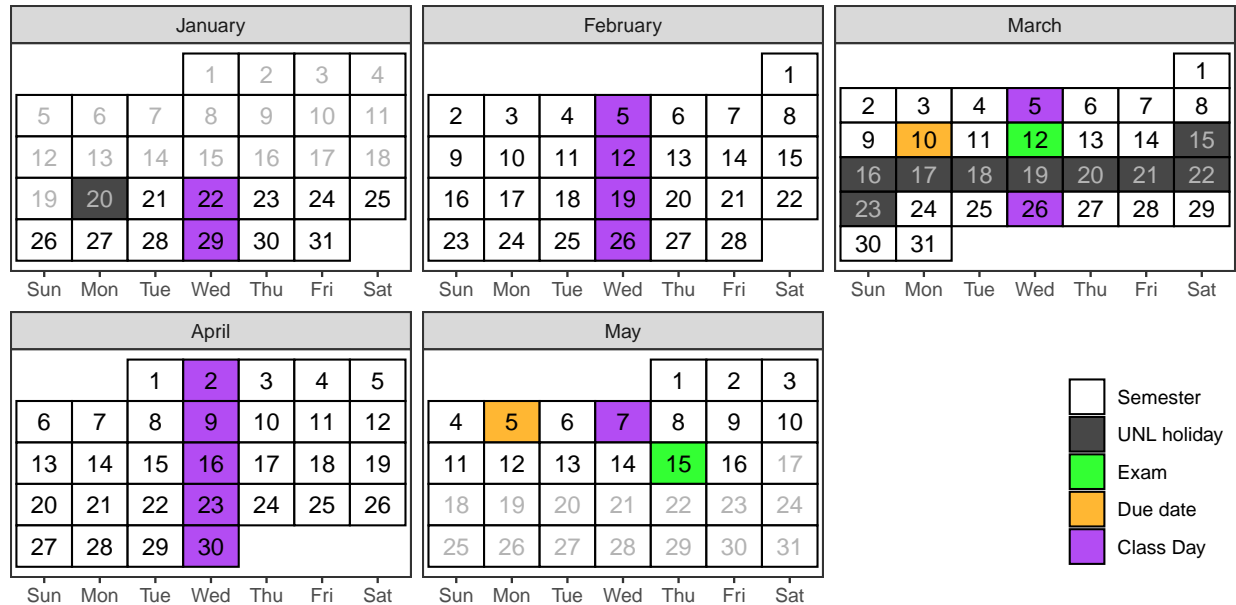 January
1 2 3 4
5 6 7 8 9 10 11
12 13 14 15 16 17 18
19 20 21 22 23 24 25
26 27 28 29 30 31
Sun Mon Tue Wed Thu Fri Sat
February
1
2 3 4 5 6 7 8
9 10 11 12 13 14 15
16 17 18 19 20 21 22
23 24 25 26 27 28
Sun Mon Tue Wed Thu Fri Sat
March
1
2 3 4 5 6 7 8
9 10 11 12 13 14 15
16 17 18 19 20 21 22
23 24 25 26 27 28 29
30 31
Sun Mon Tue Wed Thu Fri Sat
April
1 2 3 4 5
6 7 8 9 10 11 12
13 14 15 16 17 18 19
20 21 22 23 24 25 26
27 28 29 30
Sun Mon Tue Wed Thu Fri Sat
May
1 2 3
4 5 6 7 8 9 10
11 12 13 14 15 16 17
18 19 20 21 22 23 24
25 26 27 28 29 30 31
Sun Mon Tue Wed Thu Fri Sat
Semester
UNL holiday
Exam
Due date
Class Day